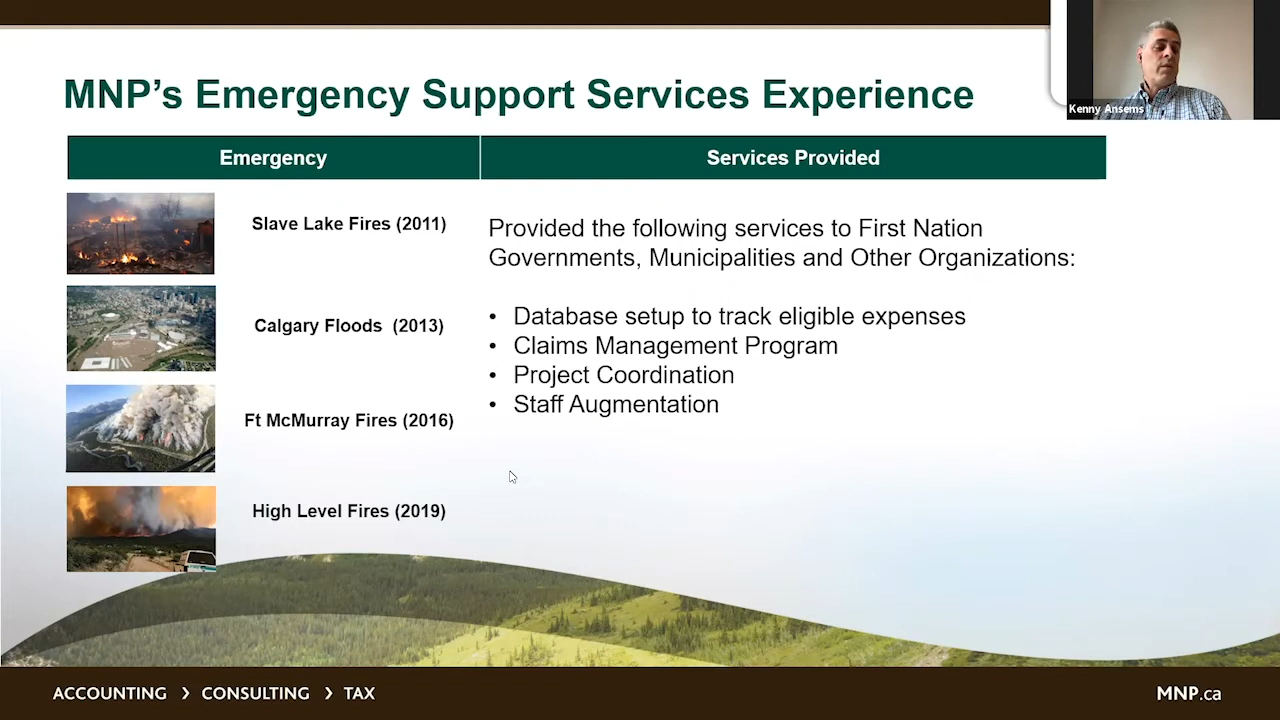 MNP's Emergency Support Services Experience
Kenny Ansems
Emergency
Services Provided
Slave Lake Fires (2011)
Calgary Floods (2013)
Ft McMurray Fires (2016)
High Level Fires (2019)
Provided the following services to First Nation
Governments, Municipalities and Other Organizations:
• Database setup to track eligible expenses
• Claims Management Program
• Project Coordination
• Staff Augmentation
ACCOUNTING > CONSULTING > TAX
MNP.ca